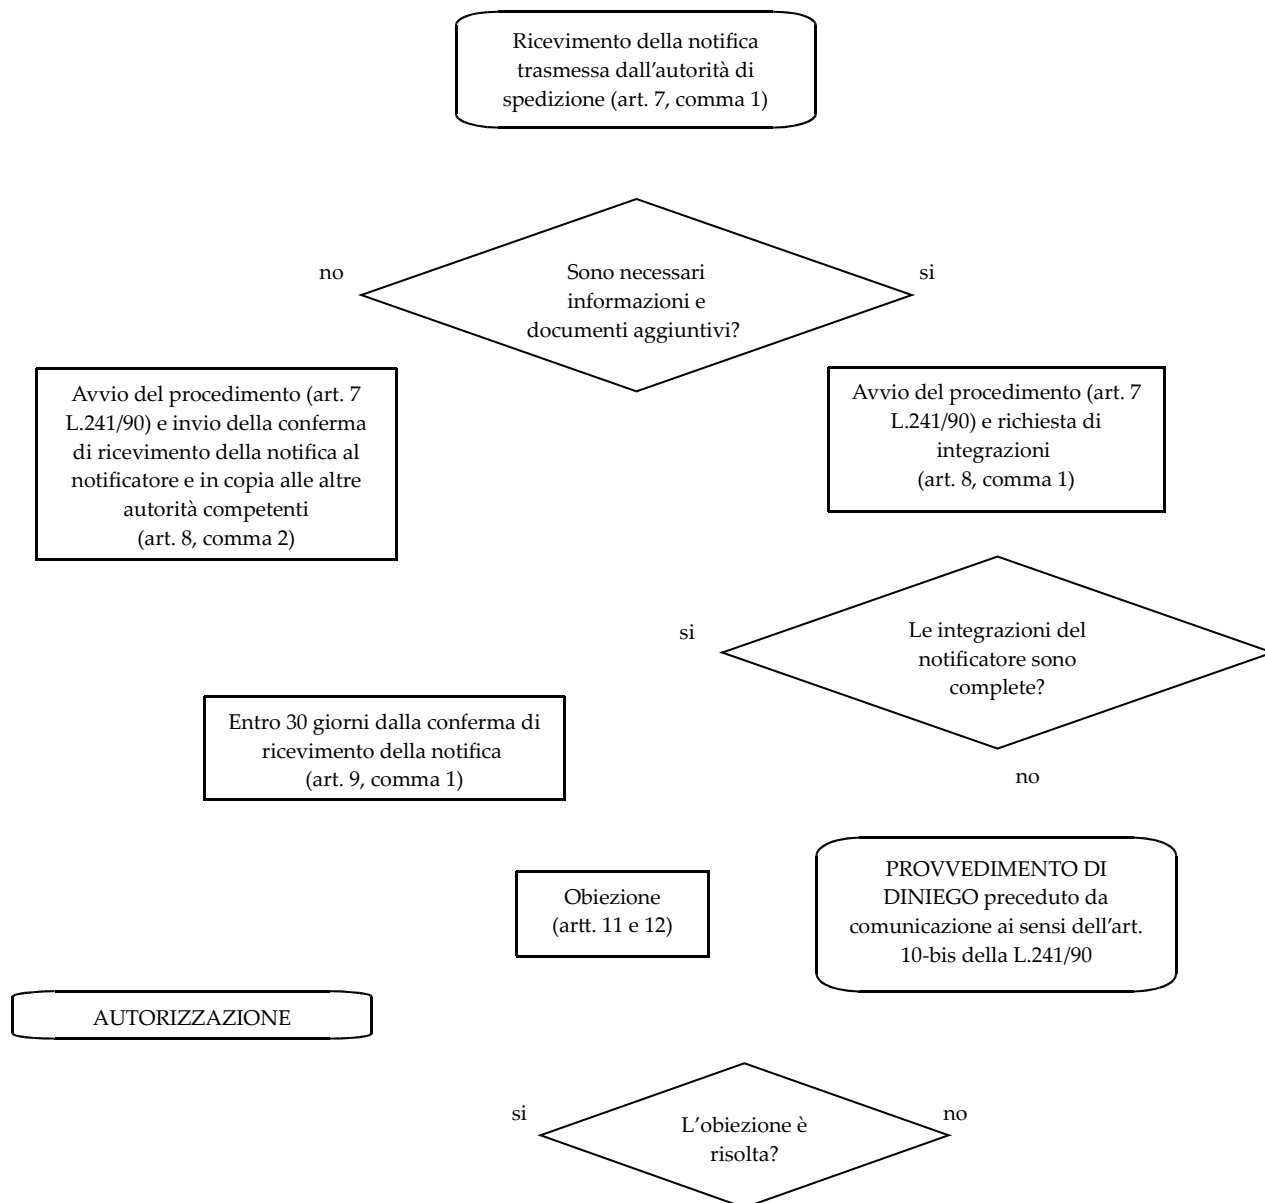 Ricevimento della notifica
trasmessa dall'autorità di
spedizione (art. 7, comma 1)
no
si
Sono necessari
informazioni e
documenti aggiuntivi?
Avvio del procedimento (art. 7
L.241/90) e invio della conferma
di ricevimento della notifica al
notificatore e in copia alle altre
autorità competenti
(art. 8, comma 2)
Avvio del procedimento (art. 7
L.241/90) e richiesta di
integrazioni
(art. 8, comma 1)
si
Le integrazioni del
notificatore sono
complete?
no
Entro 30 giorni dalla conferma di
ricevimento della notifica
(art. 9, comma 1)
Obiezione
(artt. 11 e 12)
PROVVEDIMENTO DI
DINIEGO preceduto da
comunicazione ai sensi dell'art.
10-bis della L.241/90
AUTORIZZAZIONE
si
no
L'obiezione è
risolta?